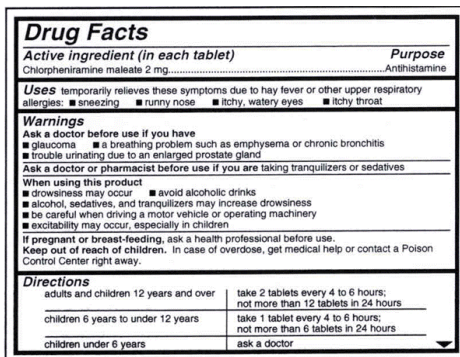 Drug Facts
Active ingredient (in each tablet) Purpose
Chlorpheniramine maleate 2 mg..........................................................Antihistamine
Uses temporarily relieves these symptoms due to hay fever or other upper respiratory
allergies: ■ sneezing ■ runny nose ■ itchy, watery eyes ■ itchy throat
Warnings
Ask a doctor before use if you have
■ glaucoma ■ a breathing problem such as emphysema or chronic bronchitis
■ trouble urinating due to an enlarged prostate gland
Ask a doctor or pharmacist before use if you are taking tranquilizers or sedatives
When using this product
■ drowsiness may occur ■ avoid alcoholic drinks
■ alcohol, sedatives, and tranquilizers may increase drowsiness
■ be careful when driving a motor vehicle or operating machinery
■ excitability may occur, especially in children
If pregnant or breast-feeding, ask a health professional before use.
Keep out of reach of children. In case of overdose, get medical help or contact a Poison
Control Center right away.
Directions
adults and children 12 years and over take 2 tablets every 4 to 6 hours;
not more than 12 tablets in 24 hours
children 6 years to under 12 years take 1 tablet every 4 to 6 hours;
not more than 6 tablets in 24 hours
children under 6 years ask a doctor